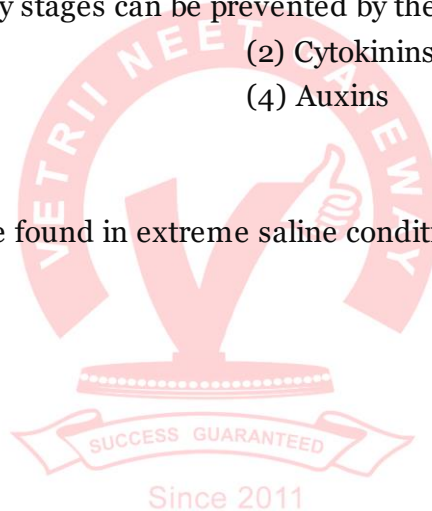 y stages can be prevented by the
(2) Cytokinins
(4) Auxins
e found in extreme saline conditi
VETRII NEET GATEWAY
SUCCESS GUARANTEED
Since 2011